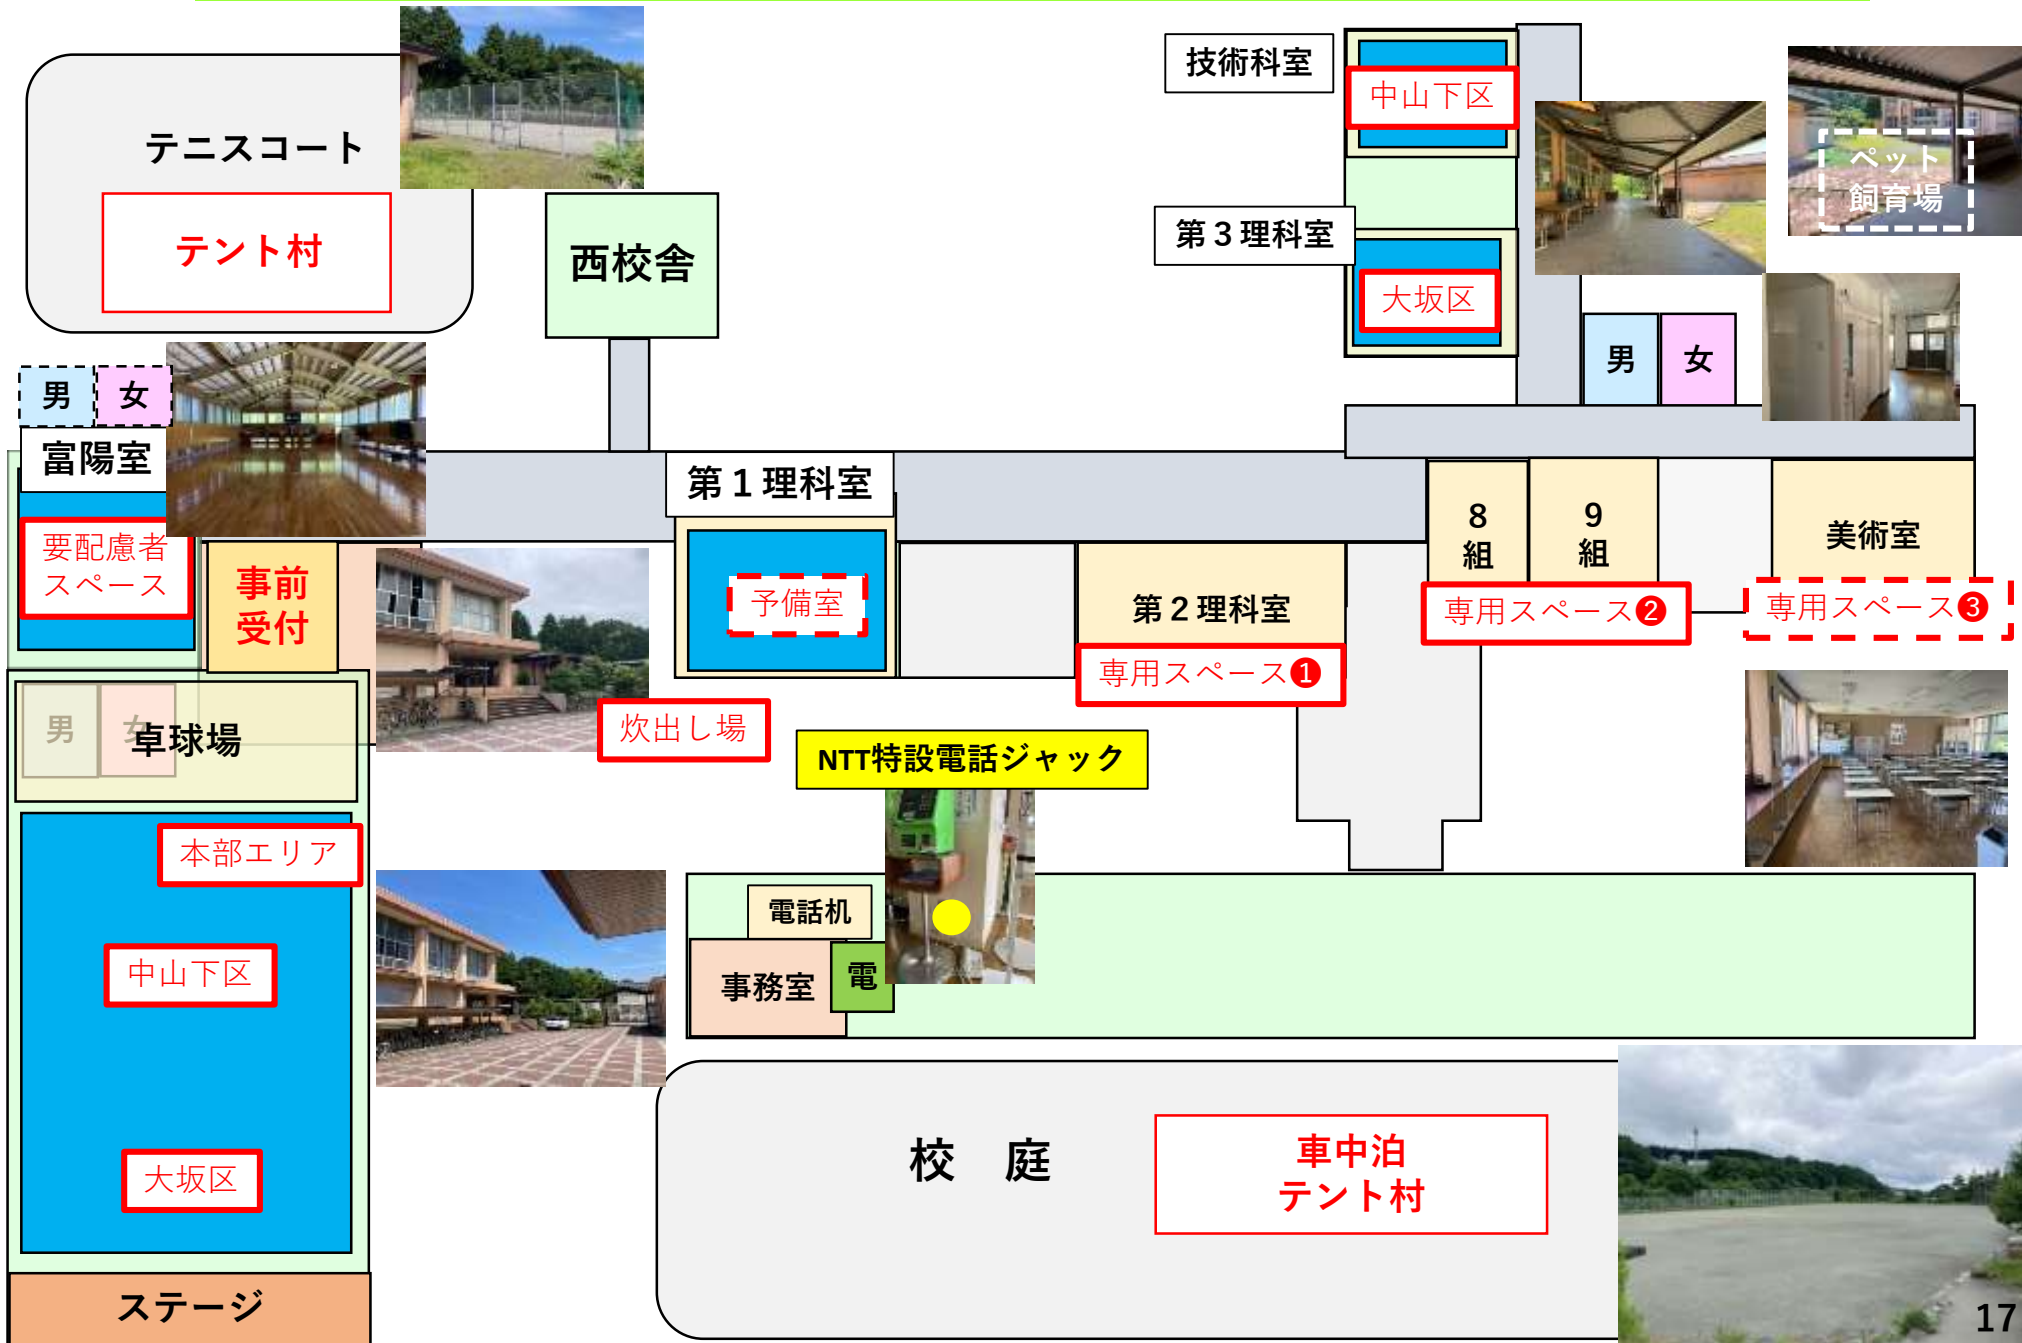 技術科室
中山下区
テニスコート
テント村
西校舎
第３理科室
大坂区
ペット
飼育場
男
女
男
女
富陽室
要配慮者
スペース
事前
受付
第１理科室
予備室
第２理科室
専用スペース❶
8
組
9
組
専用スペース❷
美術室
専用スペース❸
男
女
卓球場
炊出し場
NTT特設電話ジャック
本部エリア
中山下区
大坂区
ステージ
電話机
事務室
電
校　庭
車中泊
テント村
17